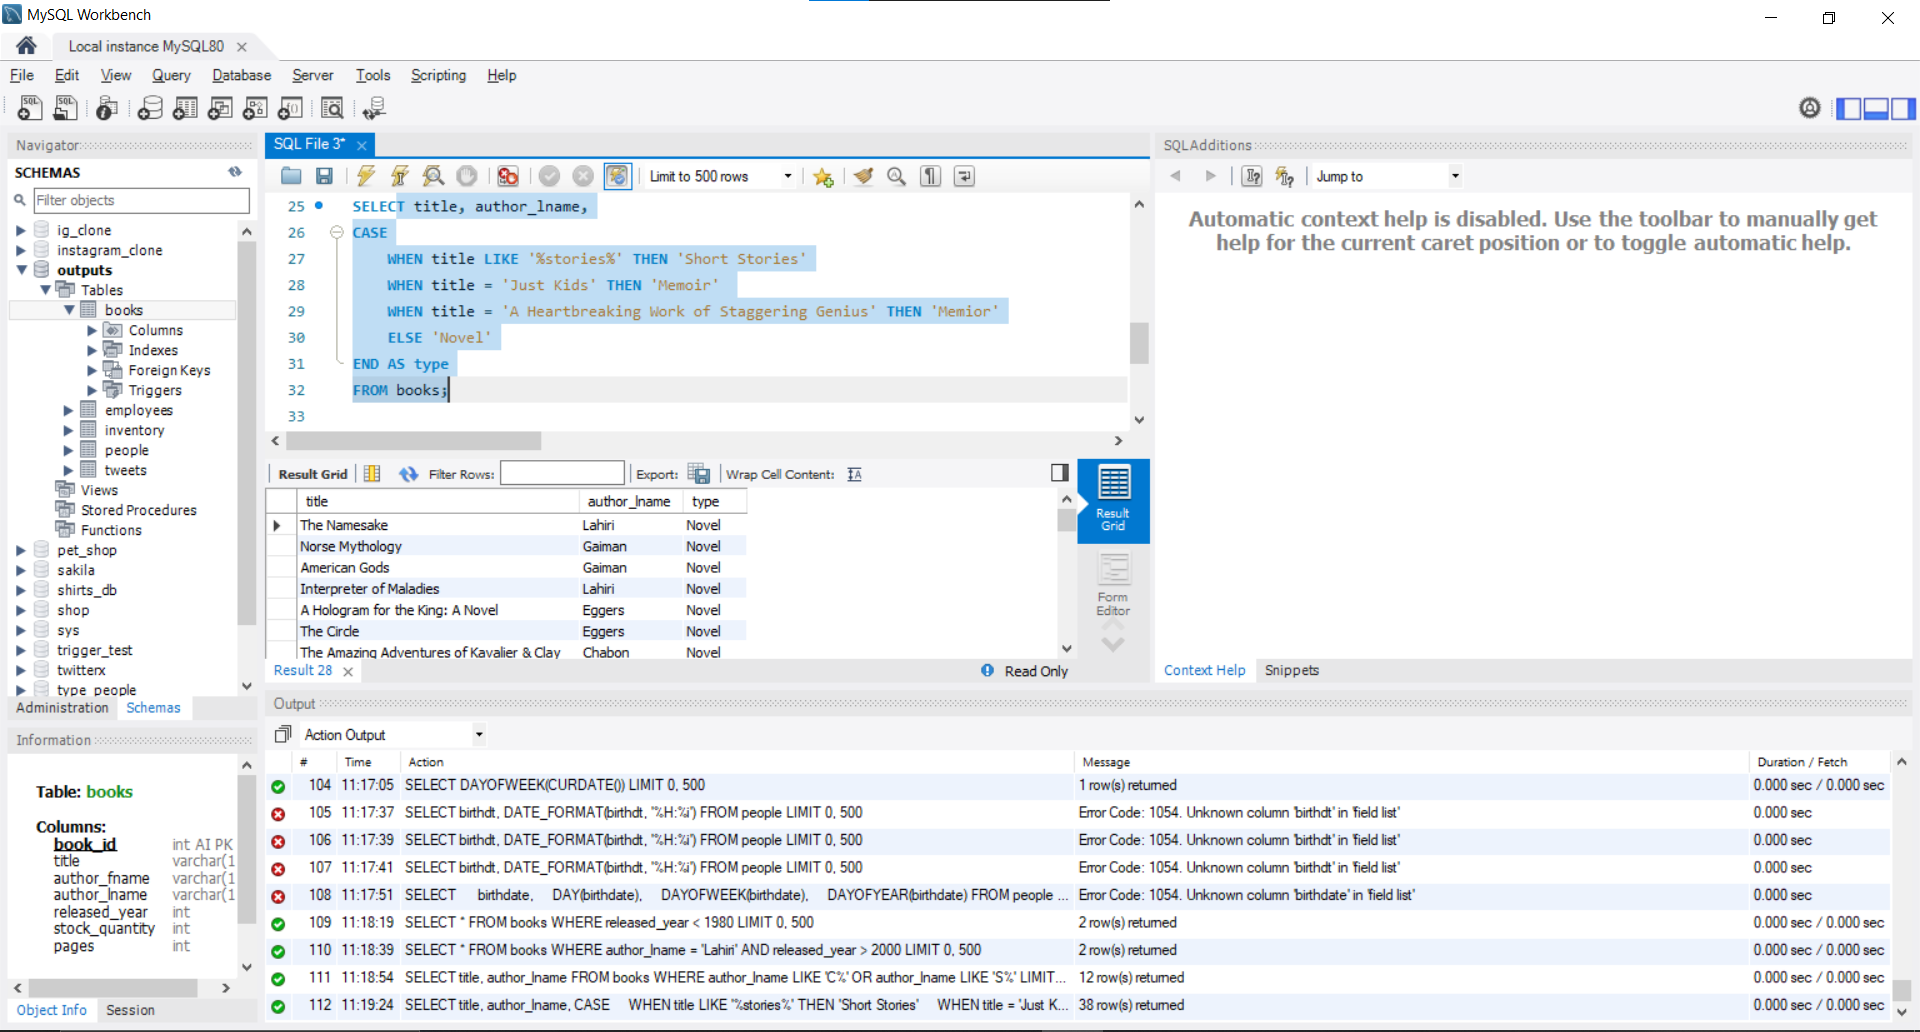 MySQL Workbench
Local instance MySQL80
File Edit View Query Database Server Tools Scripting Help
Navigator
SCHEMAS
Filter objects
ig_clone
instagram_clone
outputs
Tables
books
Columns
Indexes
Foreign Keys
Triggers
employees
inventory
people
tweets
Views
Stored Procedures
Functions
pet_shop
sakila
shirts_db
shop
sys
trigger_test
twitterx
type_people
Administration Schemas
Information
Table: books
Columns:
book_id int AI PK
title varchar(1
author_fname varchar(1
author_lname varchar(1
released_year int
stock_quantity int
pages int
Object Info Session
SQL File 3*
Limit to 500 rows
25 SELECT title, author_lname,
26 CASE
27 WHEN title LIKE '%stories%' THEN 'Short Stories'
28 WHEN title = 'Just Kids' THEN 'Memoir'
29 WHEN title = 'A Heartbreaking Work of Staggering Genius' THEN 'Memior'
30 ELSE 'Novel'
31 END AS type
32 FROM books;
33
Result Grid Filter Rows: Export: Wrap Cell Content:
title author_lname type
The Namesake Lahiri Novel
Norse Mythology Gaiman Novel
American Gods Gaiman Novel
Interpreter of Maladies Lahiri Novel
A Hologram for the King: A Novel Eggers Novel
The Circle Eggers Novel
The Amazing Adventures of Kavalier & Clay Chabon Novel
Result
Grid
Form
Editor
Result 28
Read Only
SQLAdditions
Jump to
Automatic context help is disabled. Use the toolbar to manually get
help for the current caret position or to toggle automatic help.
Context Help Snippets
Output
Action Output
# Time Action Message Duration / Fetch
104 11:17:05 SELECT DAYOFWEEK(CURDATE()) LIMIT 0, 500 1 row(s) returned 0.000 sec / 0.000 sec
105 11:17:37 SELECT birthdt, DATE_FORMAT(birthdt, '%H:%i') FROM people LIMIT 0, 500 Error Code: 1054. Unknown column 'birthdt' in 'field list' 0.000 sec
106 11:17:39 SELECT birthdt, DATE_FORMAT(birthdt, '%H:%i') FROM people LIMIT 0, 500 Error Code: 1054. Unknown column 'birthdt' in 'field list' 0.000 sec
107 11:17:41 SELECT birthdt, DATE_FORMAT(birthdt, '%H:%i') FROM people LIMIT 0, 500 Error Code: 1054. Unknown column 'birthdt' in 'field list' 0.000 sec
108 11:17:51 SELECT birthdate, DAY(birthdate), DAYOFWEEK(birthdate), DAYOFYEAR(birthdate) FROM people ... Error Code: 1054. Unknown column 'birthdate' in 'field list' 0.000 sec
109 11:18:19 SELECT * FROM books WHERE released_year < 1980 LIMIT 0, 500 2 row(s) returned 0.000 sec / 0.000 sec
110 11:18:39 SELECT * FROM books WHERE author_lname = 'Lahiri' AND released_year > 2000 LIMIT 0, 500 2 row(s) returned 0.000 sec / 0.000 sec
111 11:18:54 SELECT title, author_lname FROM books WHERE author_lname LIKE 'C%' OR author_lname LIKE 'S%' LIMIT... 12 row(s) returned 0.000 sec / 0.000 sec
112 11:19:24 SELECT title, author_lname, CASE WHEN title LIKE '%stories%' THEN 'Short Stories' WHEN title = 'Just K... 38 row(s) returned 0.000 sec / 0.000 sec